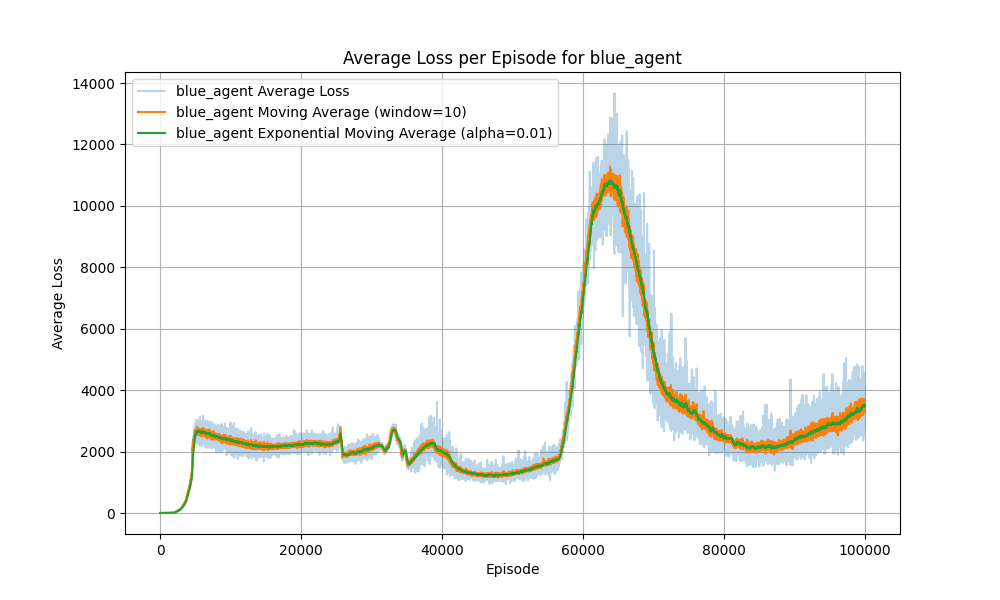 Average Loss per Episode for blue_agent
14000
12000
10000
8000
6000
4000
2000
0
Average Loss
blue_agent Average Loss
blue_agent Moving Average (window=10)
blue_agent Exponential Moving Average (alpha=0.01)
0 20000 40000 60000 80000 100000
Episode